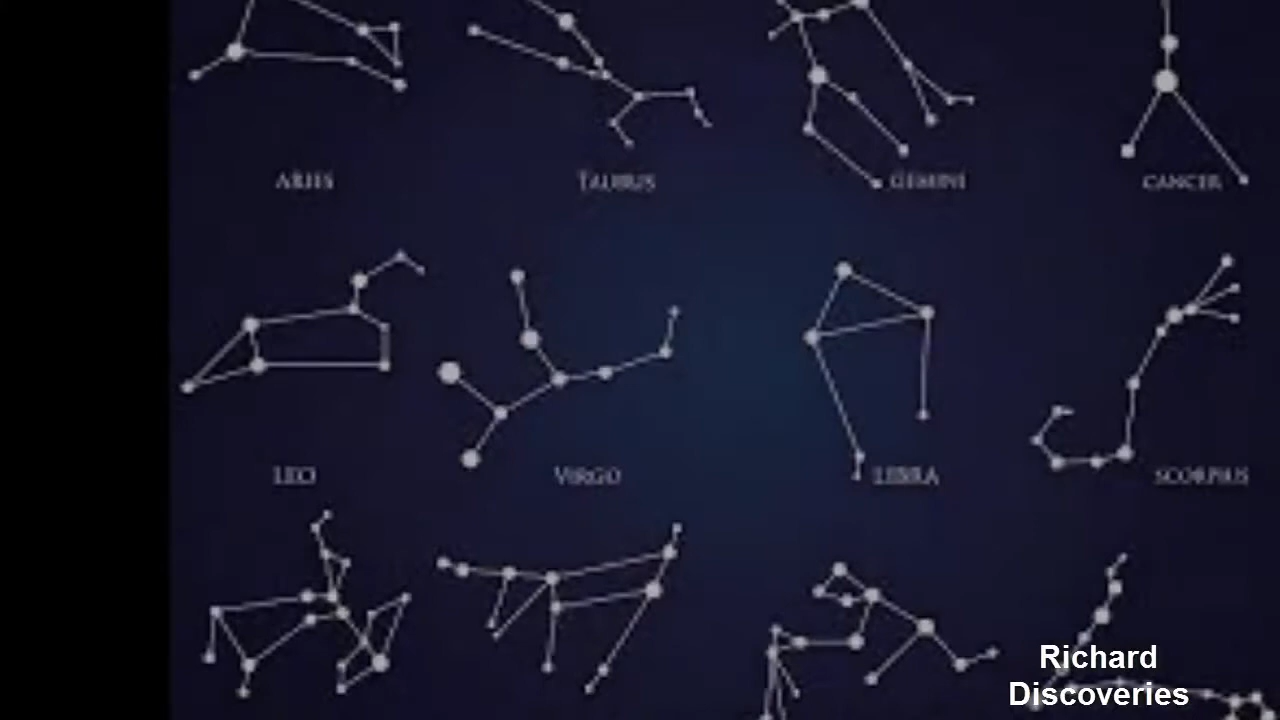 ARIES
TAURUS
GEMINI
CANCER
LEO
VIRGO
LIBRA
SCORPIUS
Richard
Discoveries